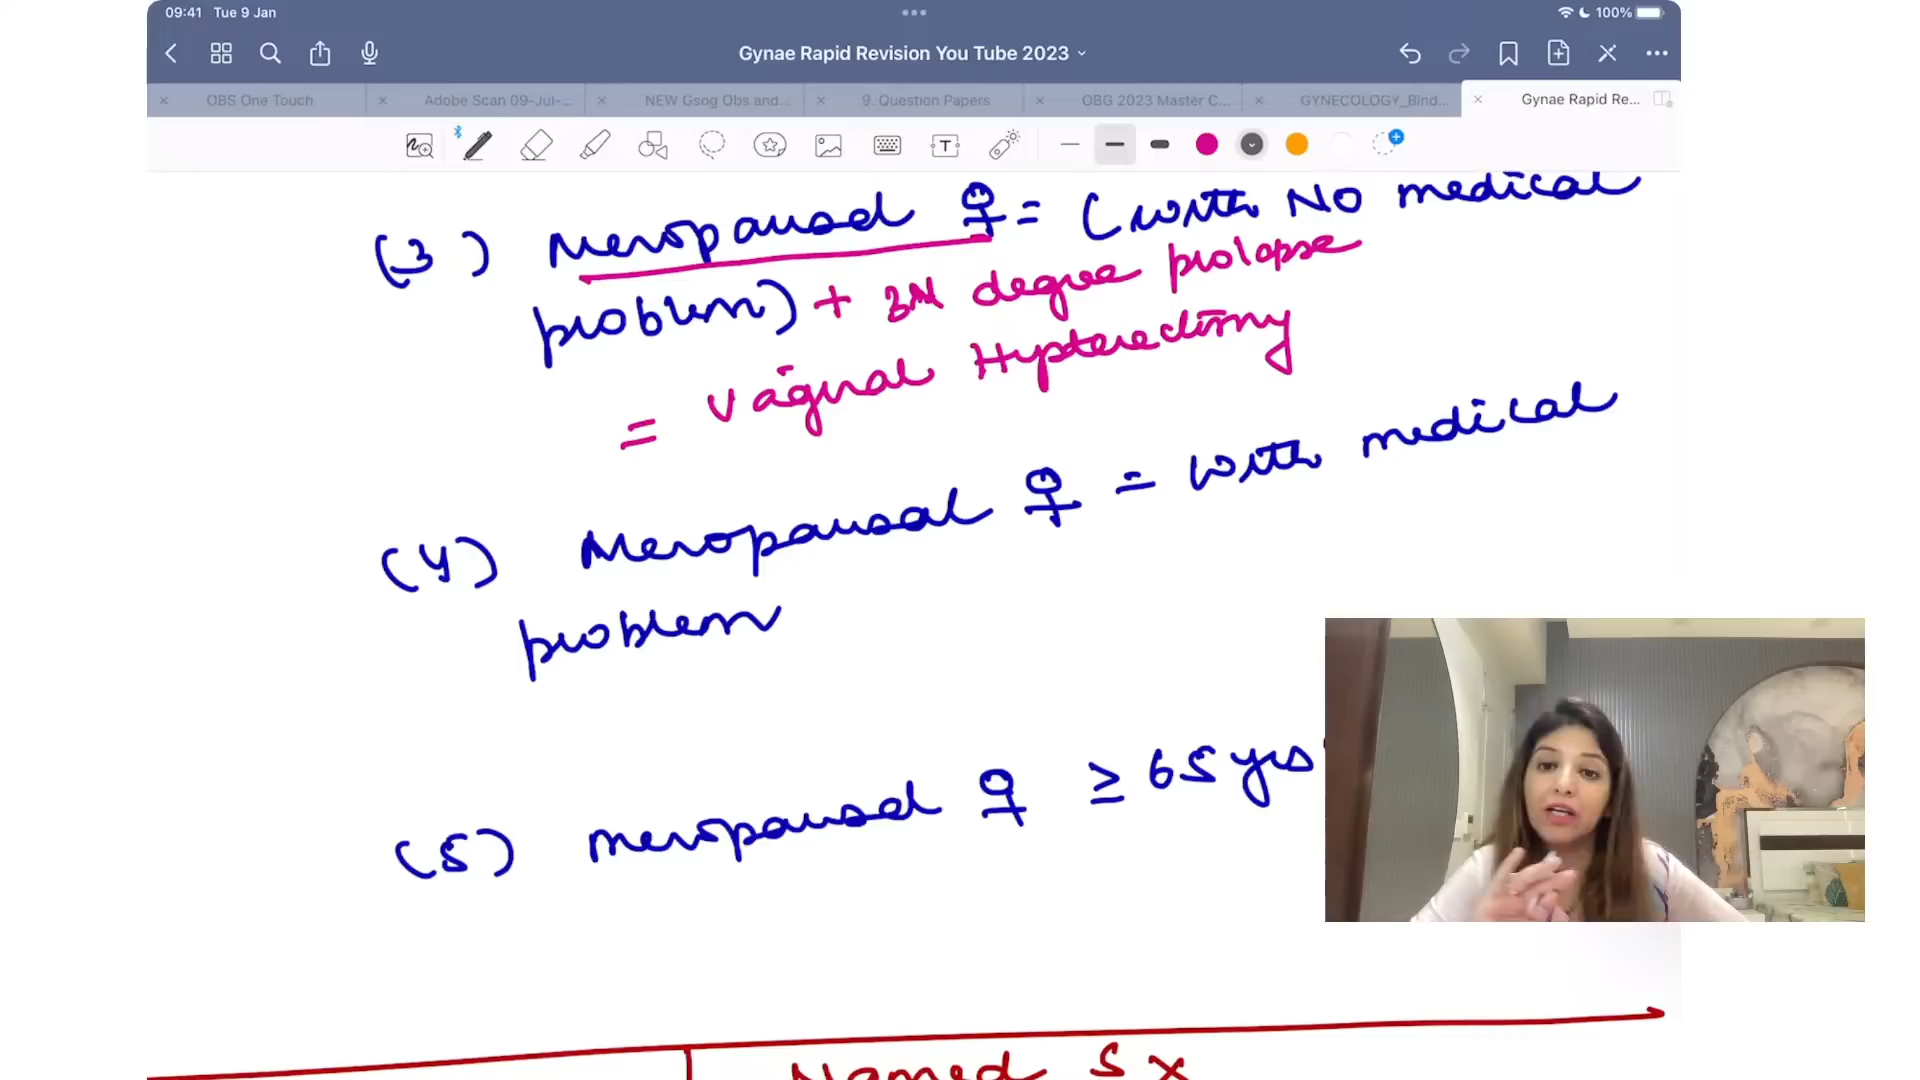 09:41 Tue 9 Jan
100%
Gynae Rapid Revision You Tube 2023
OBS One Touch
Adobe Scan 09-Jul-...
NEW Gsog Obs and...
9. Question Papers
OBG 2023 Master C...
GYNECOLOGY_Bind...
Gynae Rapid Re...
(3) Menopausal ♀ = (with NO medical
problem) + 3rd degree prolapse
= Vaginal Hysterectomy
(4) Menopausal ♀ = with medical
problem
(5) menopausal ♀ ≥ 65 yrs
Named Sx